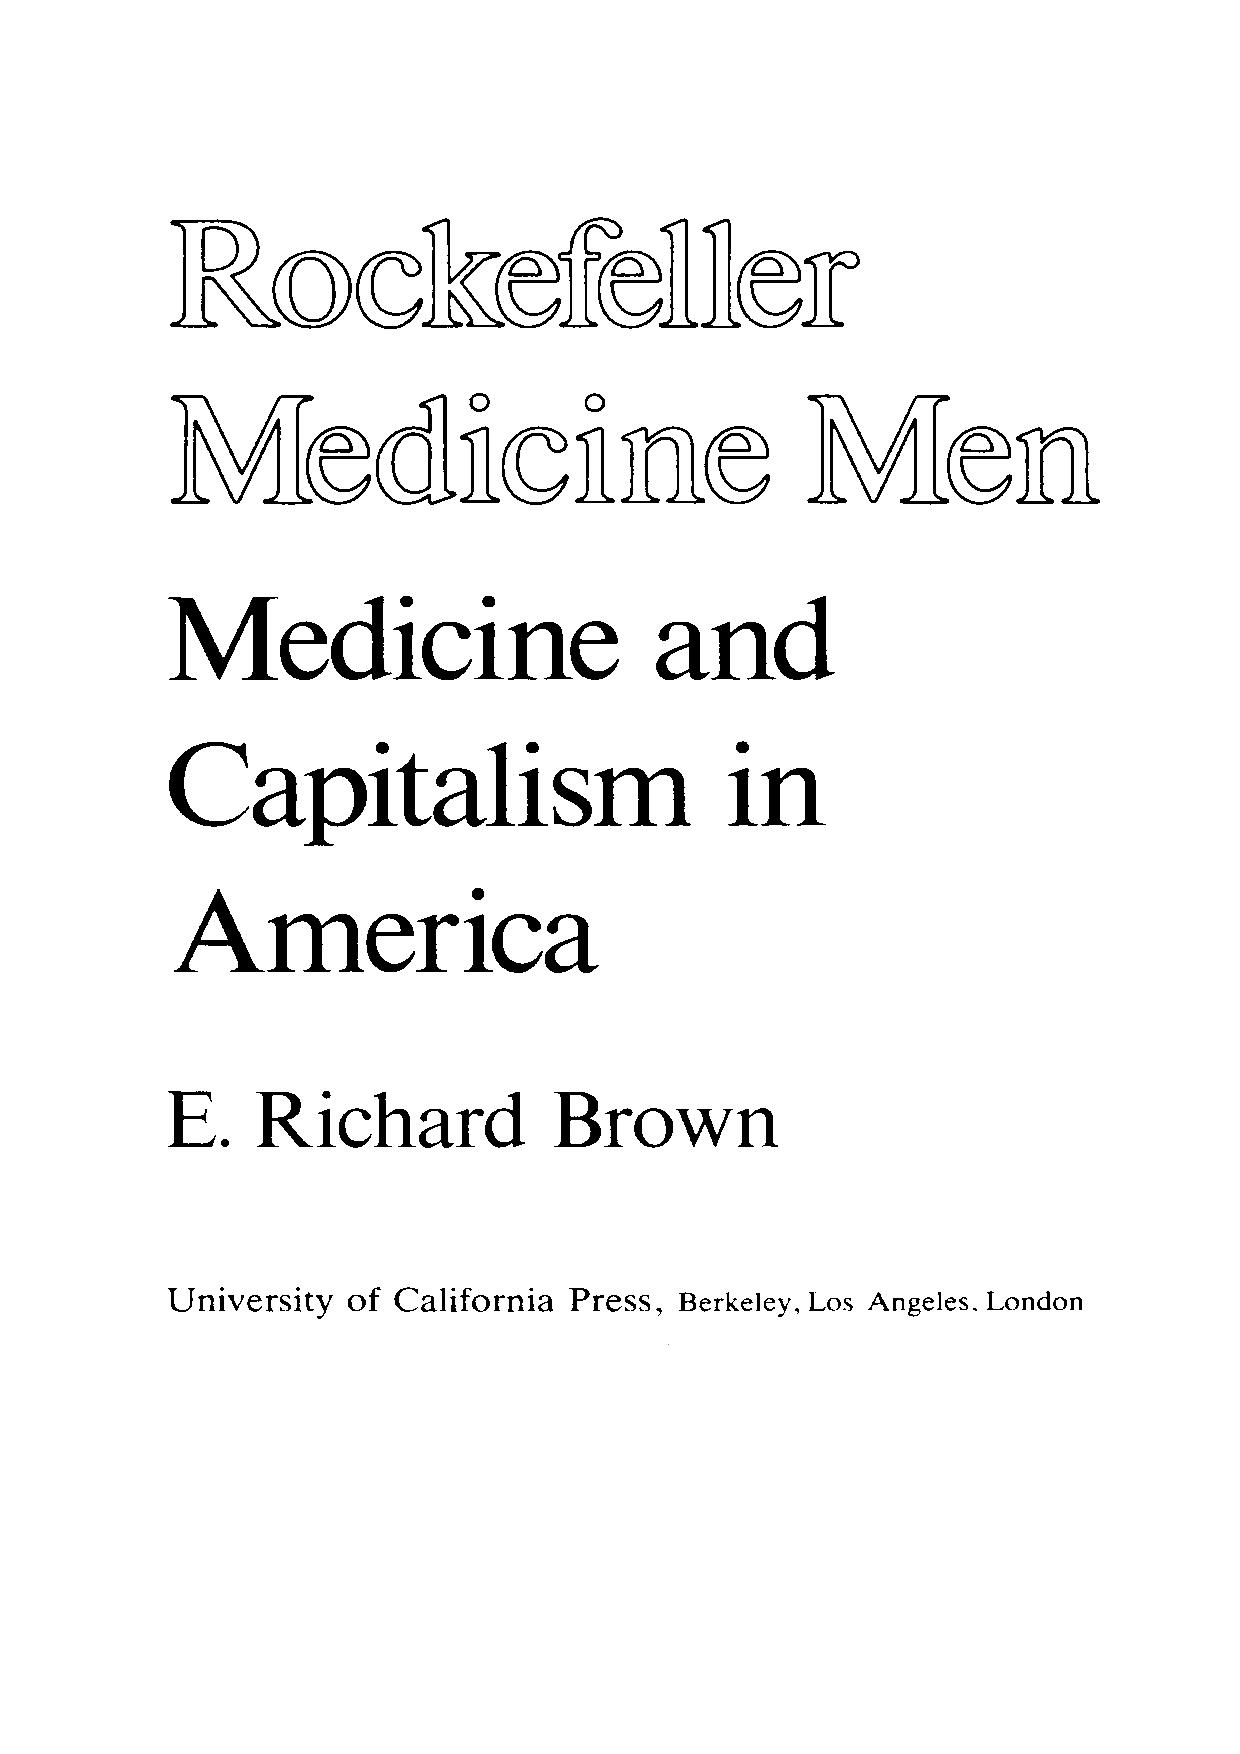 Rockefeller
Medicine Men
Medicine and
Capitalism in
America
E. Richard Brown
University of California Press, Berkeley, Los Angeles, London